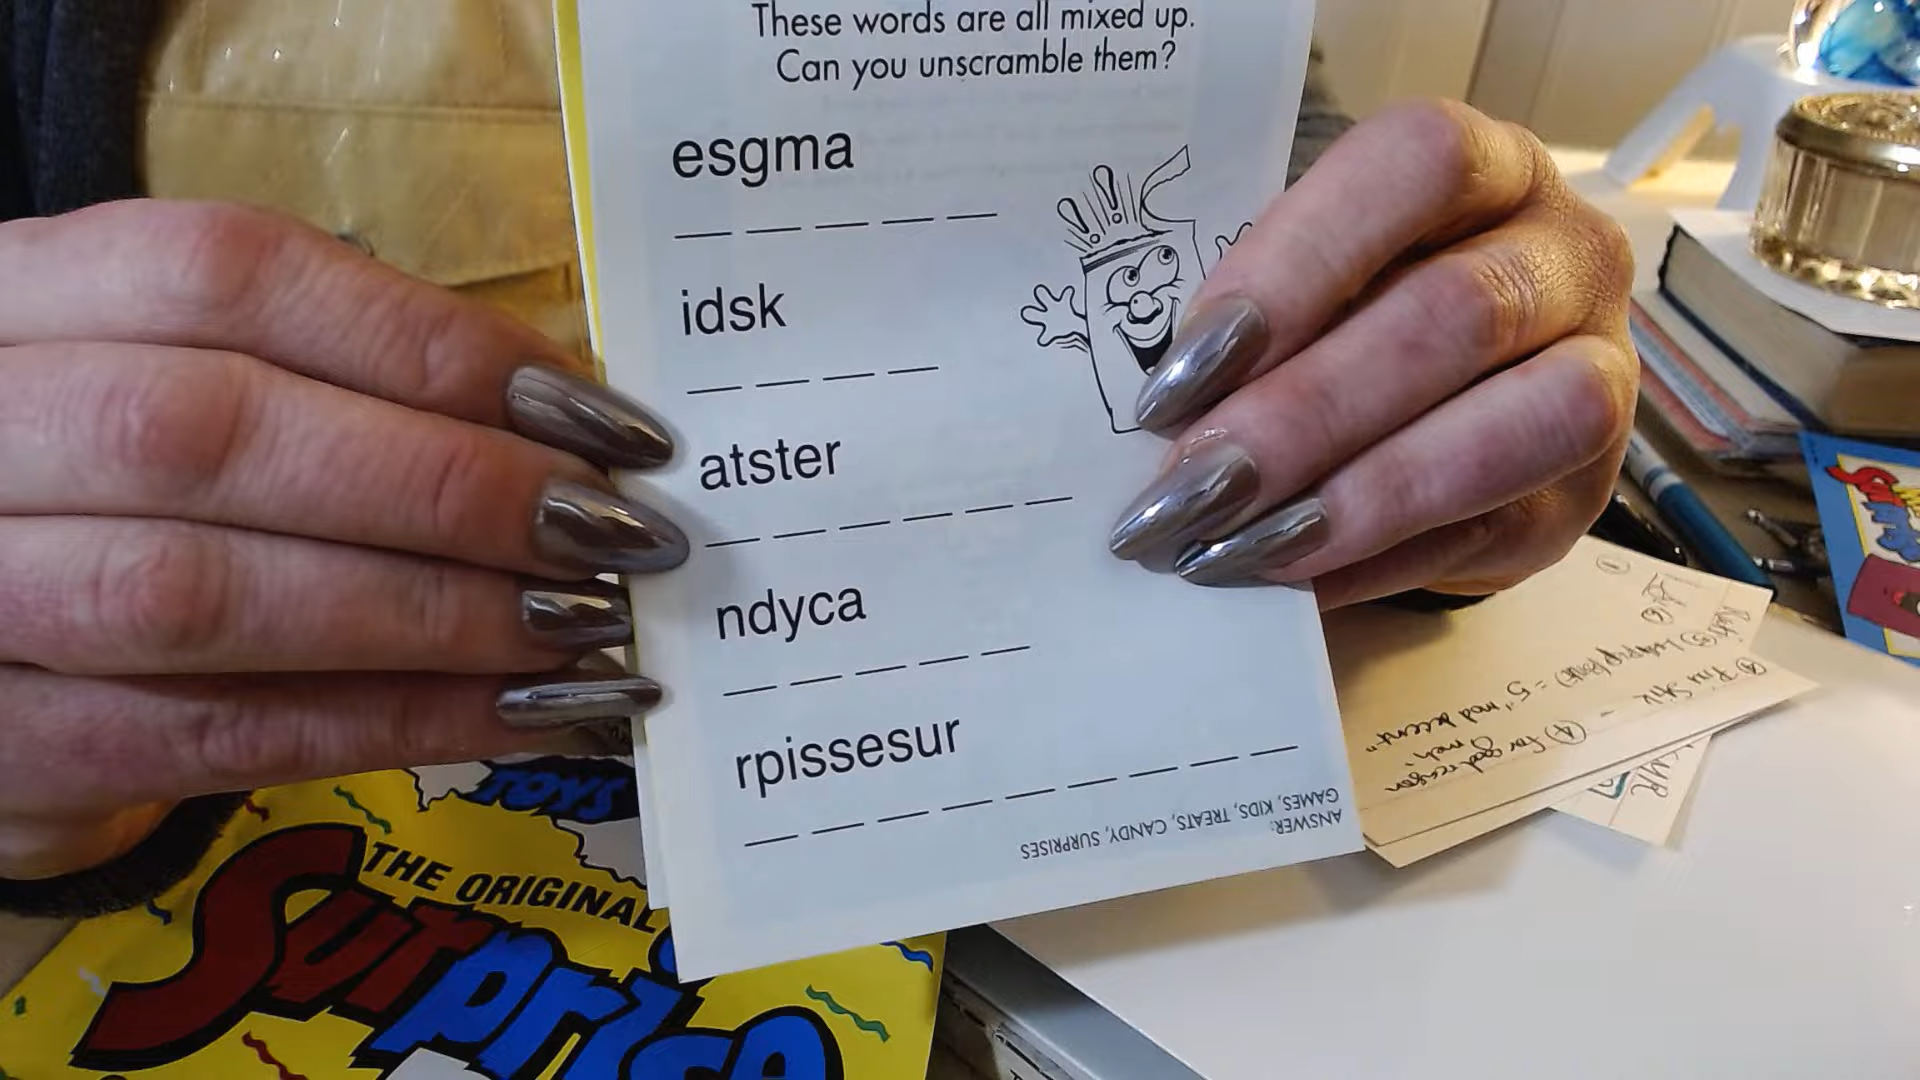 These words are all mixed up.
Can you unscramble them?
esgma
idsk
atster
ndyca
rpissesur
ANSWER:
GAMES, KIDS, TREATS, CANDY, SURPRISES
TOYS
THE ORIGINAL
Surprise